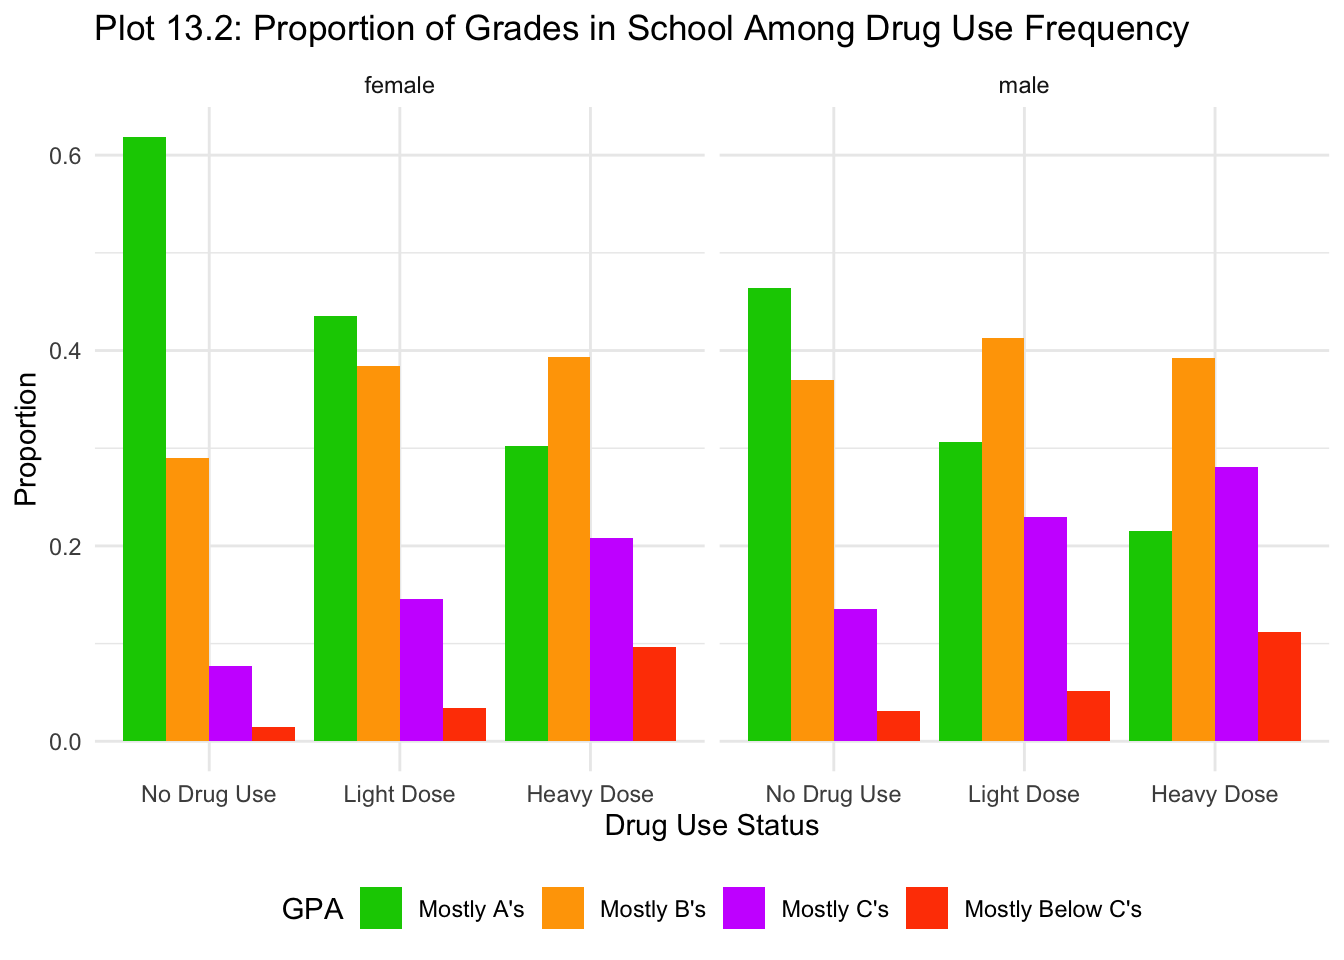 Plot 13.2: Proportion of Grades in School Among Drug Use Frequency
female
male
0.6
0.4
0.2
0.0
Proportion
No Drug Use
Light Dose
Heavy Dose
No Drug Use
Light Dose
Heavy Dose
Drug Use Status
GPA
Mostly A's
Mostly B's
Mostly C's
Mostly Below C's